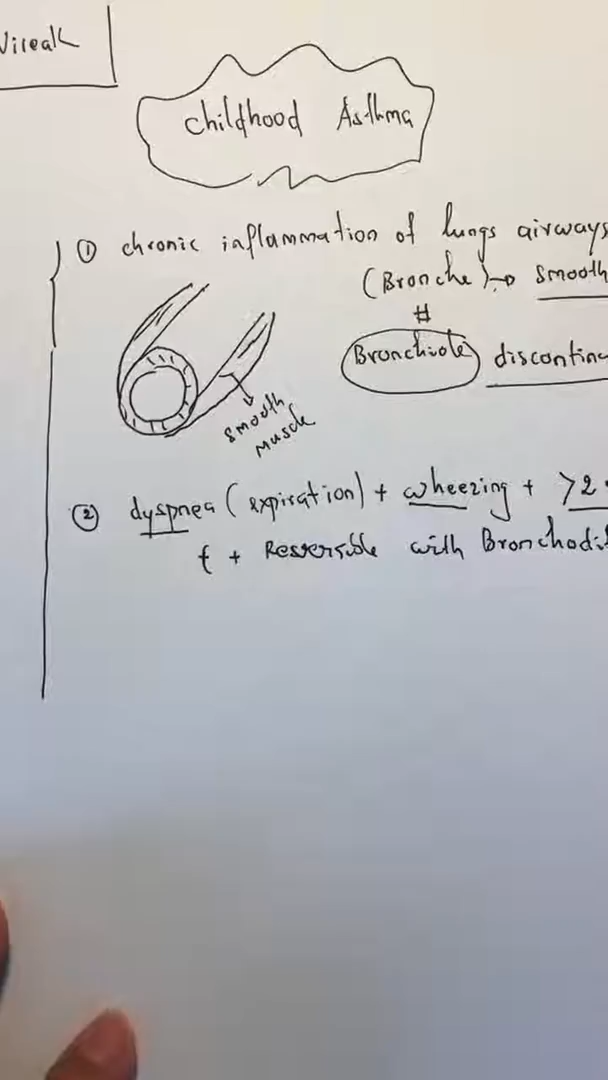 Vireak
Childhood Asthma
① chronic inflammation of lungs airways
(Bronche) → smooth
#
Bronchiole discontinu
smooth
muscle
② dyspnea (expiration) + wheezing + >2
f + Reversible with Bronchodil